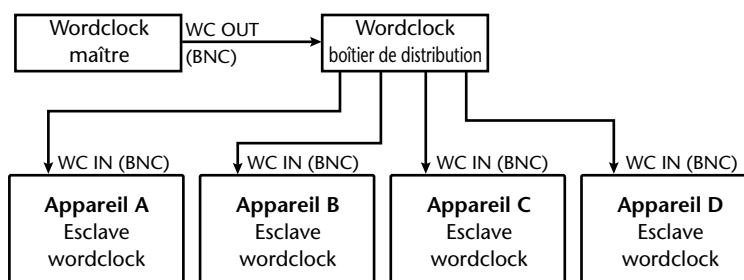 Wordclock
maître
WC OUT
(BNC)
Wordclock
boîtier de distribution
WC IN (BNC)
WC IN (BNC)
WC IN (BNC)
WC IN (BNC)
Appareil A
Esclave
wordclock
Appareil B
Esclave
wordclock
Appareil C
Esclave
wordclock
Appareil D
Esclave
wordclock